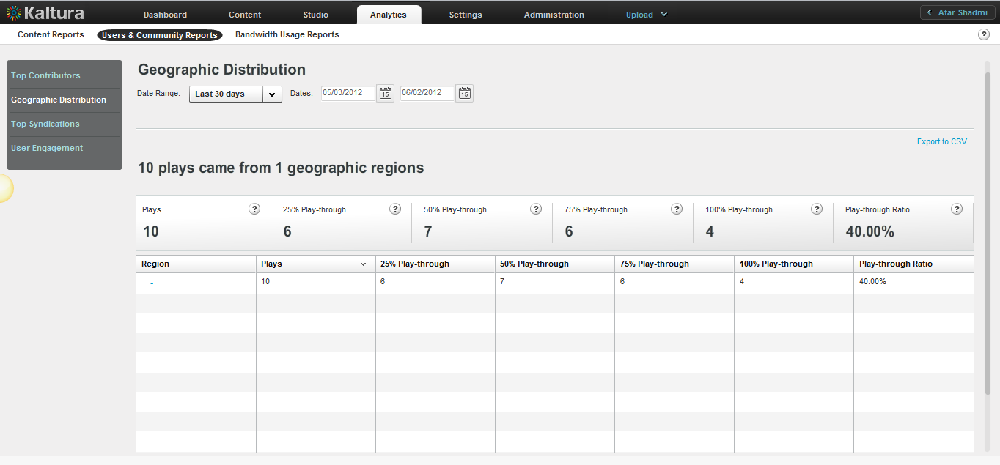 Kaltura Dashboard Content Studio Analytics Settings Administration Upload Atar Shadmi
Content Reports Users & Community Reports Bandwidth Usage Reports ?
Top Contributors
Geographic Distribution
Top Syndications
User Engagement
Geographic Distribution
Date Range: Last 30 days Dates: 05/03/2012 15 06/02/2012 15
Export to CSV
10 plays came from 1 geographic regions
Plays ? 25% Play-through ? 50% Play-through ? 75% Play-through ? 100% Play-through ? Play-through Ratio ?
10 6 7 6 4 40.00%
Region Plays 25% Play-through 50% Play-through 75% Play-through 100% Play-through Play-through Ratio
- 10 6 7 6 4 40.00%